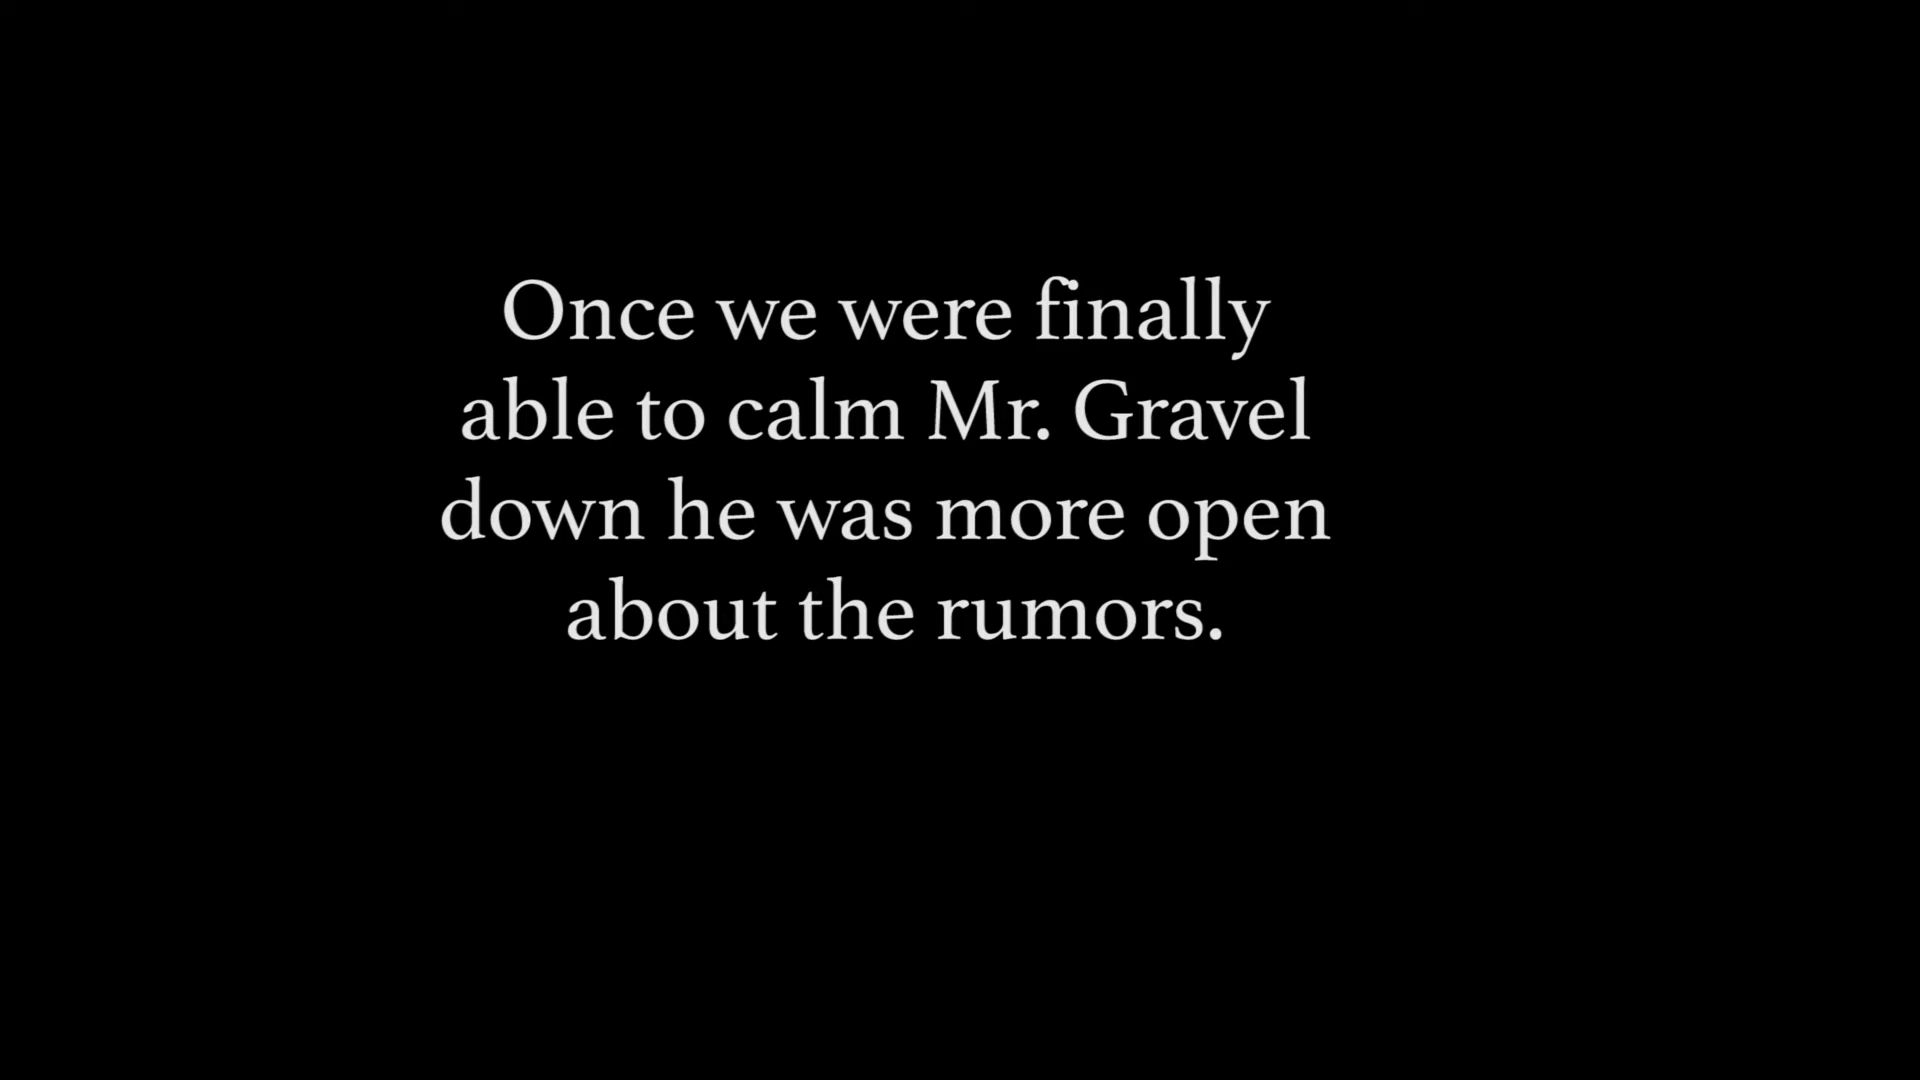 Once we were finally
able to calm Mr. Gravel
down he was more open
about the rumors.